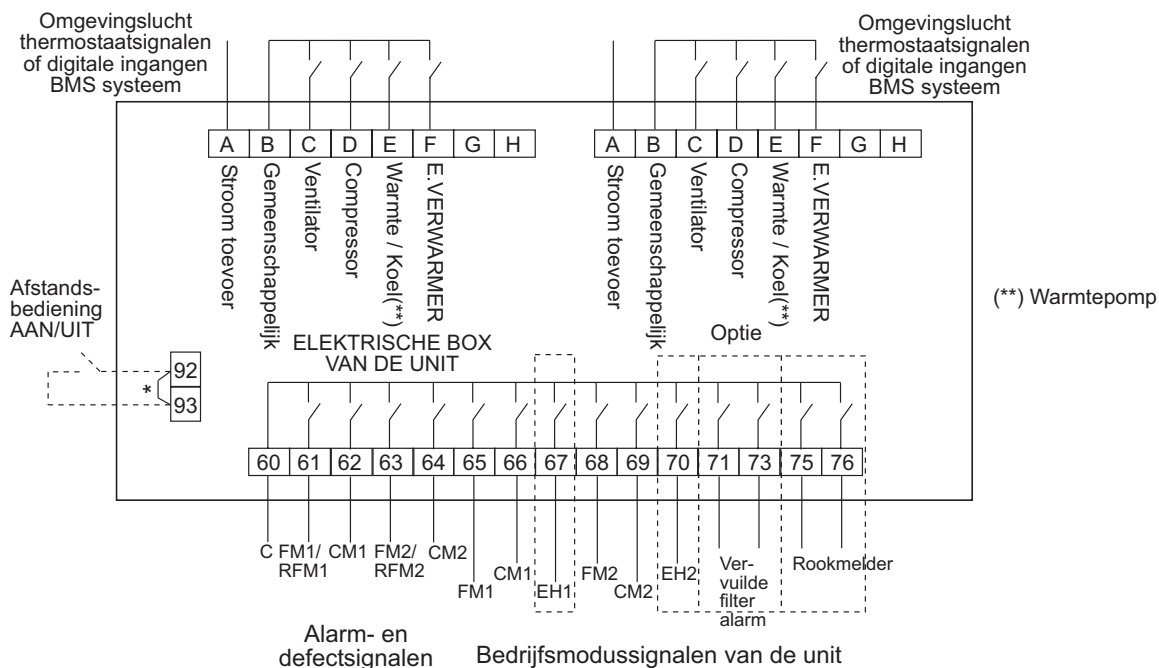 Omgevingslucht
thermostaatsignalen
of digitale ingangen
BMS systeem
Omgevingslucht
thermostaatsignalen
of digitale ingangen
BMS systeem
A B C D E F G H
A B C D E F G H
Stroom toevoer
Gemeenschappelijk
Ventilator
Compressor
Warmte / Koel(**)
E.VERWARMER
Stroom toevoer
Gemeenschappelijk
Ventilator
Compressor
Warmte / Koel(**)
E.VERWARMER
(**) Warmtepomp
Afstands-
bediening
AAN/UIT
ELEKTRISCHE BOX
VAN DE UNIT
Optie
*
92
93
60 61 62 63 64 65 66 67 68 69 70 71 73 75 76
C
FM1/
RFM1
CM1
FM2/
RFM2
CM2
FM1
CM1
EH1
FM2
CM2
EH2
Ver-
vuilde
filter
alarm
Rookmelder
Alarm- en
defectsignalen
Bedrijfsmodussignalen van de unit